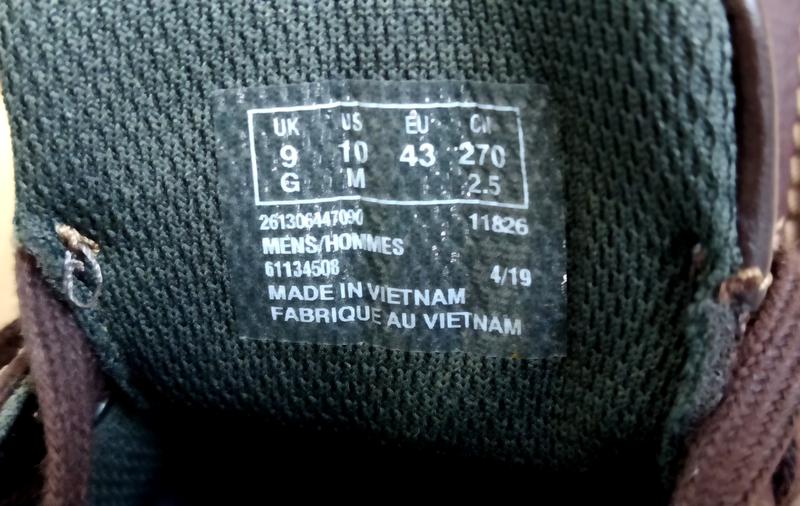 UK US EU CN
9 10 43 270
G M 2.5
261306447090 11826
MENS/HOMMES
61134508 4/19
MADE IN VIETNAM
FABRIQUE AU VIETNAM